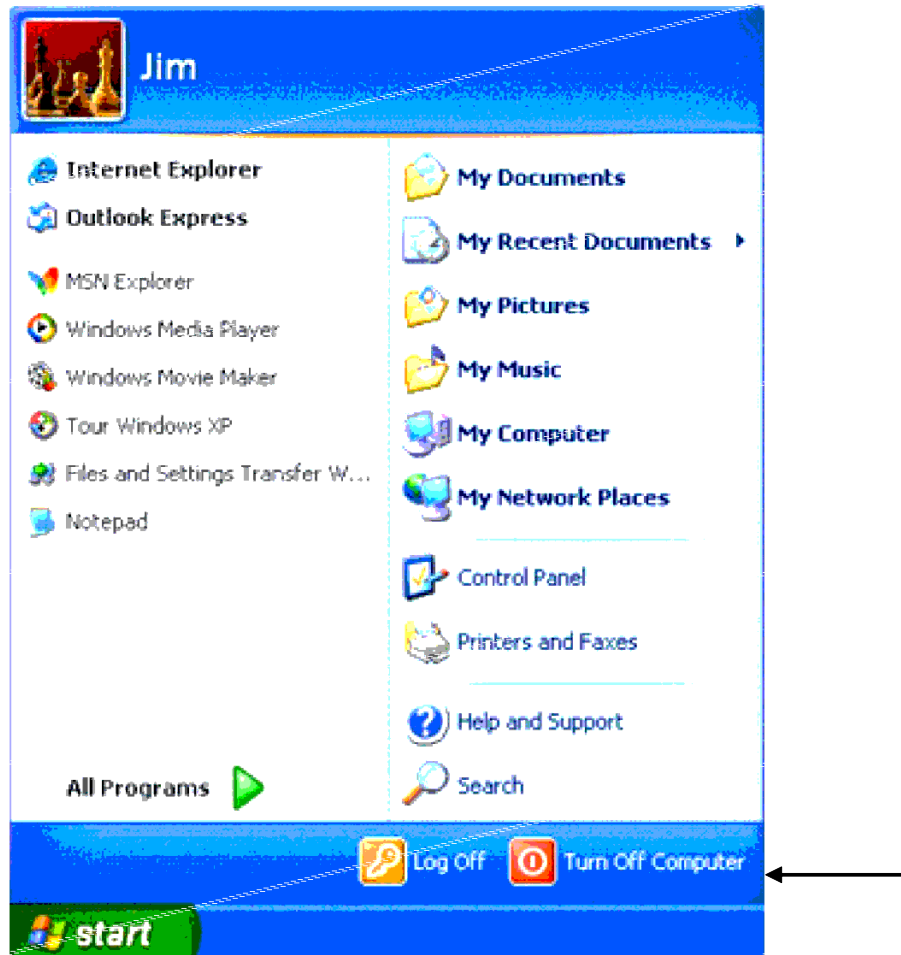 Jim
Internet Explorer
Outlook Express
MSN Explorer
Windows Media Player
Windows Movie Maker
Tour Windows XP
Files and Settings Transfer W...
Notepad
All Programs
My Documents
My Recent Documents
My Pictures
My Music
My Computer
My Network Places
Control Panel
Printers and Faxes
Help and Support
Search
Log Off
Turn Off Computer
start